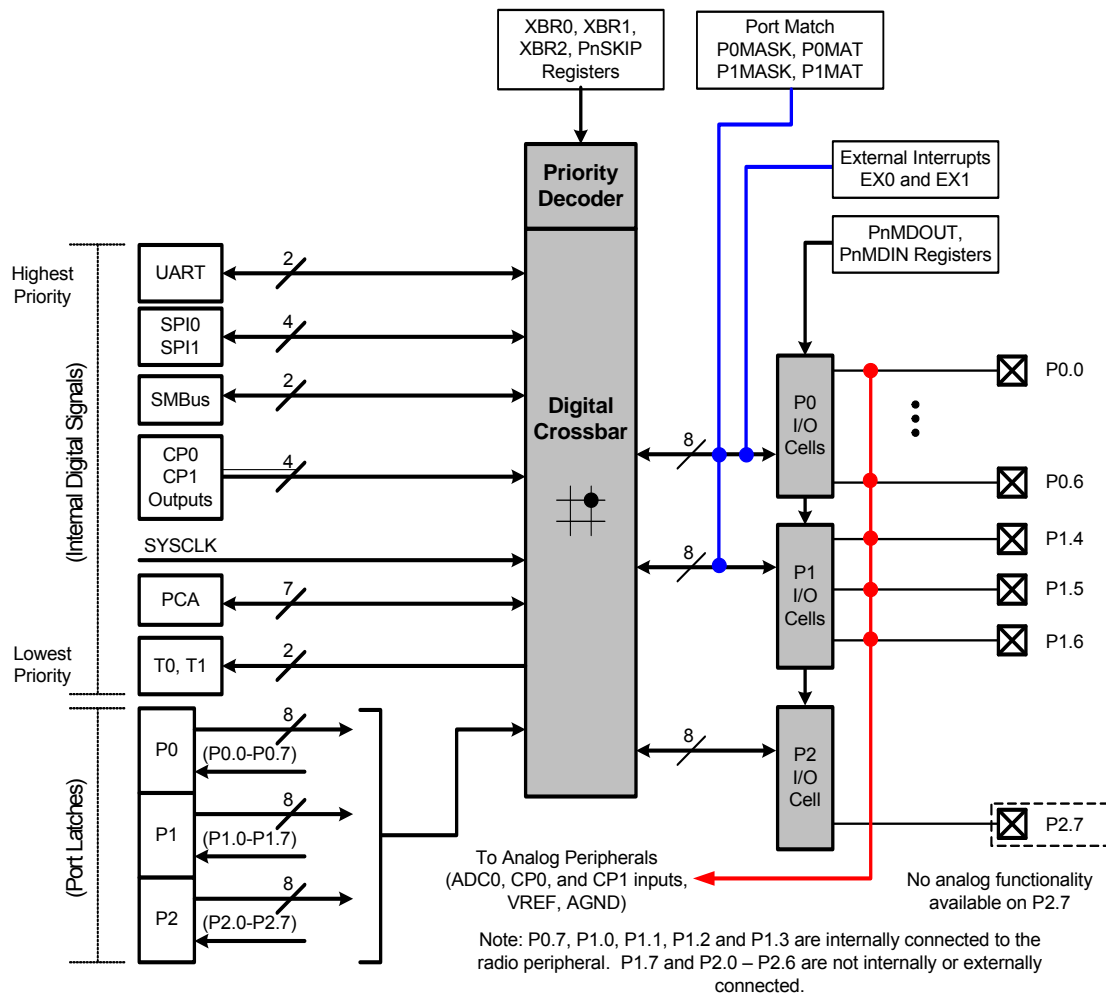 XBR0, XBR1,
XBR2, PnSKIP
Registers
Port Match
P0MASK, P0MAT
P1MASK, P1MAT
External Interrupts
EX0 and EX1
PnMDOUT,
PnMDIN Registers
Priority
Decoder
Digital
Crossbar
Highest
Priority
(Internal Digital Signals)
Lowest
Priority
UART
2
SPI0
SPI1
4
SMBus
2
CP0
CP1
Outputs
4
SYSCLK
PCA
7
T0, T1
2
(Port Latches)
P0
8
(P0.0-P0.7)
P1
8
(P1.0-P1.7)
P2
8
(P2.0-P2.7)
8
8
8
P0
I/O
Cells
P1
I/O
Cells
P2
I/O
Cell
P0.0
P0.6
P1.4
P1.5
P1.6
P2.7
To Analog Peripherals
(ADC0, CP0, and CP1 inputs,
VREF, AGND)
No analog functionality
available on P2.7
Note: P0.7, P1.0, P1.1, P1.2 and P1.3 are internally connected to the
radio peripheral. P1.7 and P2.0 – P2.6 are not internally or externally
connected.